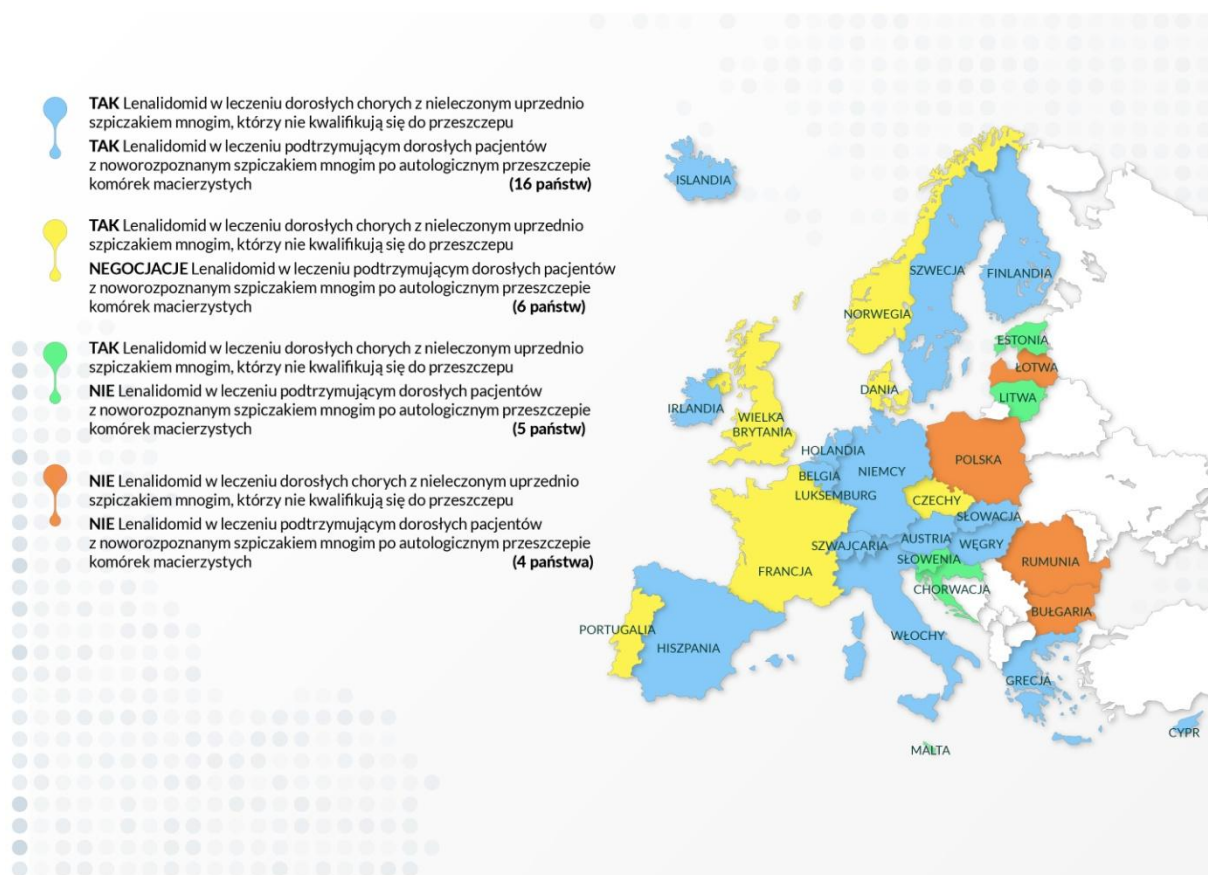 TAK Lenalidomid w leczeniu dorosłych chorych z nieleczonym uprzednio
szpiczakiem mnogim, którzy nie kwalifikują się do przeszczepu
TAK Lenalidomid w leczeniu podtrzymującym dorosłych pacjentów
z noworozpoznanym szpiczakiem mnogim po autologicznym przeszczepie
komórek macierzystych (16 państw)
TAK Lenalidomid w leczeniu dorosłych chorych z nieleczonym uprzednio
szpiczakiem mnogim, którzy nie kwalifikują się do przeszczepu
NEGOCJACJE Lenalidomid w leczeniu podtrzymującym dorosłych pacjentów
z noworozpoznanym szpiczakiem mnogim po autologicznym przeszczepie
komórek macierzystych (6 państw)
TAK Lenalidomid w leczeniu dorosłych chorych z nieleczonym uprzednio
szpiczakiem mnogim, którzy nie kwalifikują się do przeszczepu
NIE Lenalidomid w leczeniu podtrzymującym dorosłych pacjentów
z noworozpoznanym szpiczakiem mnogim po autologicznym przeszczepie
komórek macierzystych (5 państw)
NIE Lenalidomid w leczeniu dorosłych chorych z nieleczonym uprzednio
szpiczakiem mnogim, którzy nie kwalifikują się do przeszczepu
NIE Lenalidomid w leczeniu podtrzymującym dorosłych pacjentów
z noworozpoznanym szpiczakiem mnogim po autologicznym przeszczepie
komórek macierzystych (4 państwa)
ISLANDIA
SZWECJA
FINLANDIA
NORWEGIA
ESTONIA
ŁOTWA
DANIA
LITWA
IRLANDIA
WIELKA
BRYTANIA
HOLANDIA
POLSKA
BELGIA
NIEMCY
LUKSEMBURG
CZECHY
SŁOWACJA
AUSTRIA
SZWAJCARIA
WĘGRY
SŁOWENIA
RUMUNIA
FRANCJA
CHORWACJA
BUŁGARIA
PORTUGALIA
WŁOCHY
HISZPANIA
GRECJA
CYPR
MALTA